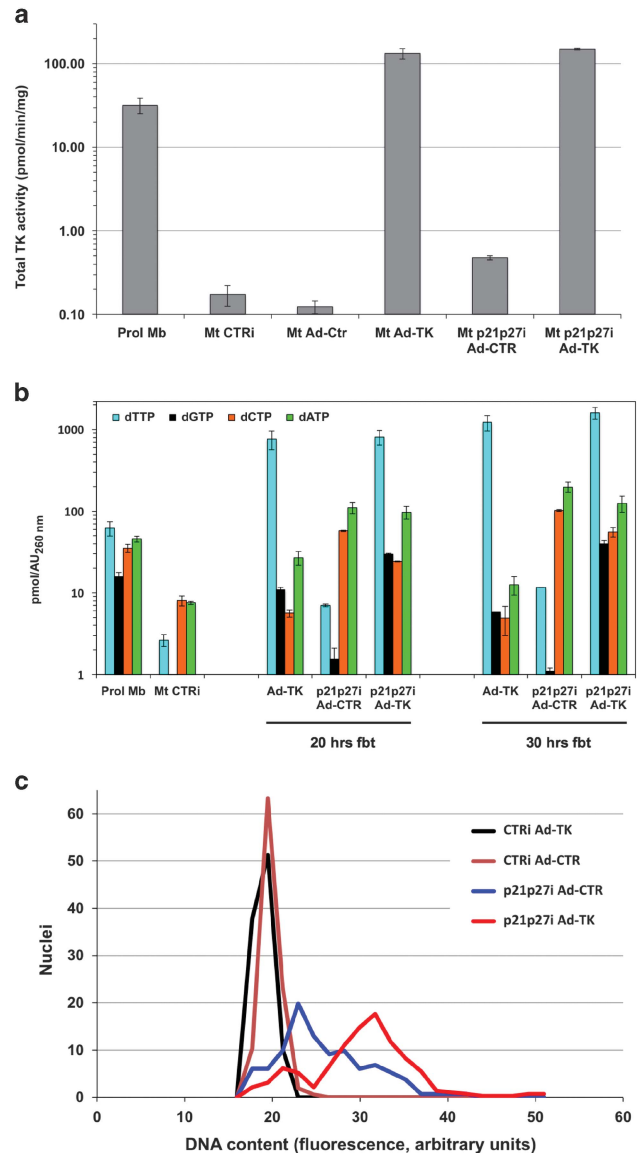 a
Total TK activity (pmol/min/mg)
100.00
10.00
1.00
0.10
Prol Mb
Mt CTRi
Mt Ad-Ctr
Mt Ad-TK
Mt p21p27i Ad-CTR
Mt p21p27i Ad-TK
b
dTTP
dGTP
dCTP
dATP
pmol/AU260 nm
1000
100
10
1
Prol Mb
Mt CTRi
Ad-TK
p21p27i Ad-CTR
p21p27i Ad-TK
Ad-TK
p21p27i Ad-CTR
p21p27i Ad-TK
20 hrs fbt
30 hrs fbt
c
Nuclei
60
50
40
30
20
10
0
CTRi Ad-TK
CTRi Ad-CTR
p21p27i Ad-CTR
p21p27i Ad-TK
0
10
20
30
40
50
60
DNA content (fluorescence, arbitrary units)